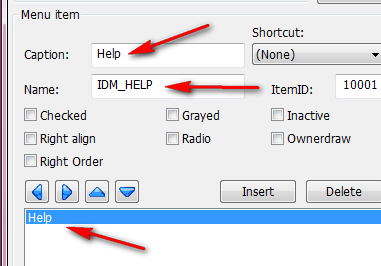 Menu item
Shortcut:
Caption: Help (None)
Name: IDM_HELP ItemID: 10001
Checked Grayed Inactive
Right align Radio Ownerdraw
Right Order
Insert Delete
Help